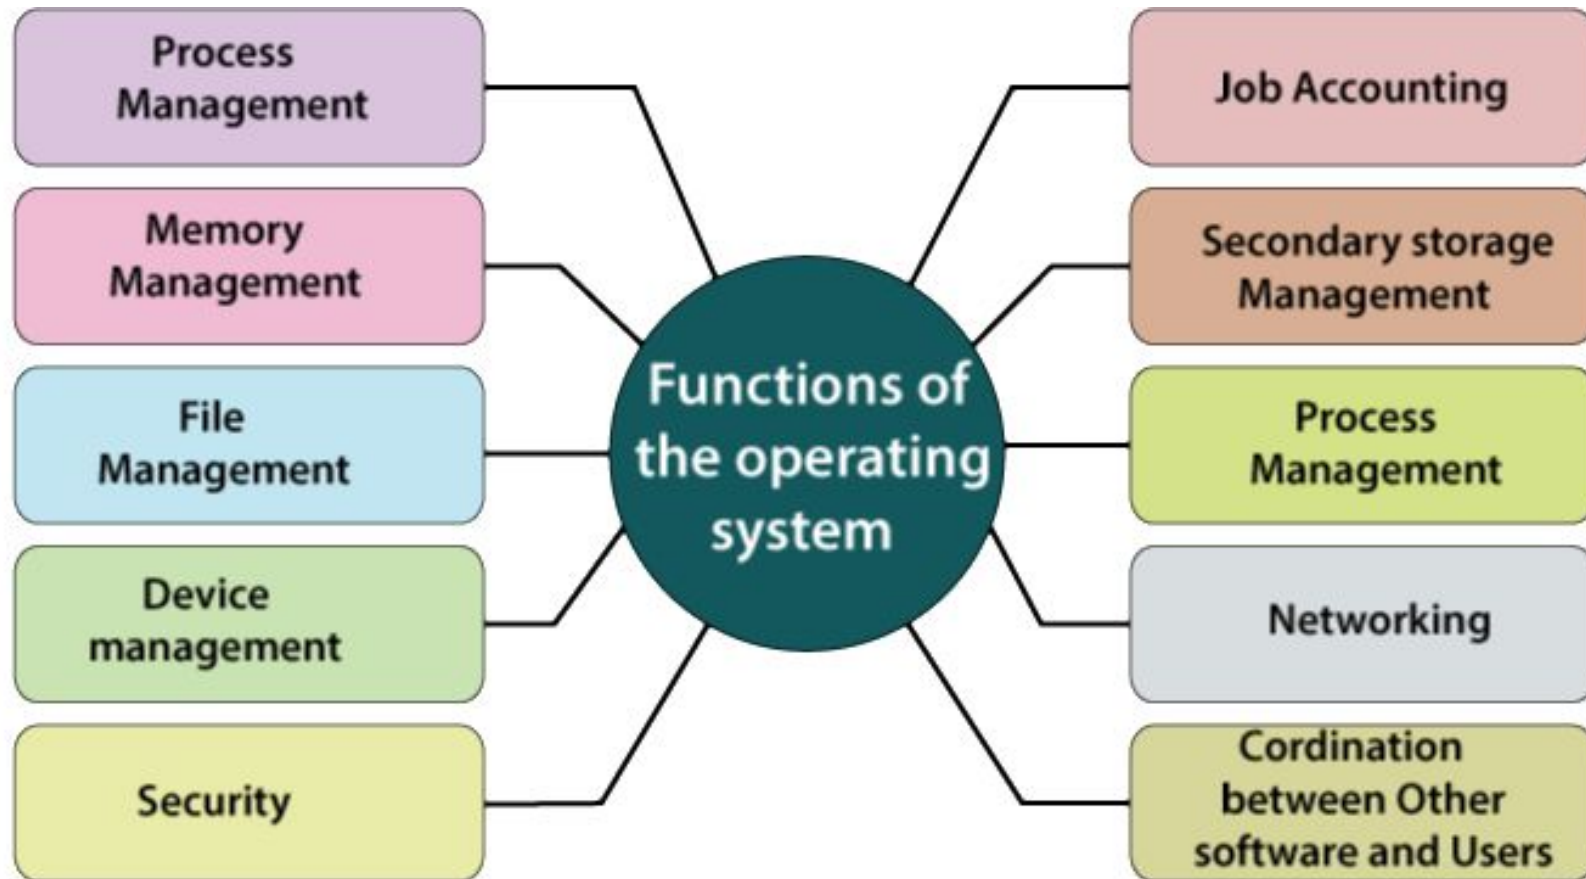 Process
Management
Memory
Management
File
Management
Device
management
Security
Functions of
the operating
system
Job Accounting
Secondary storage
Management
Process
Management
Networking
Cordination
between Other
software and Users